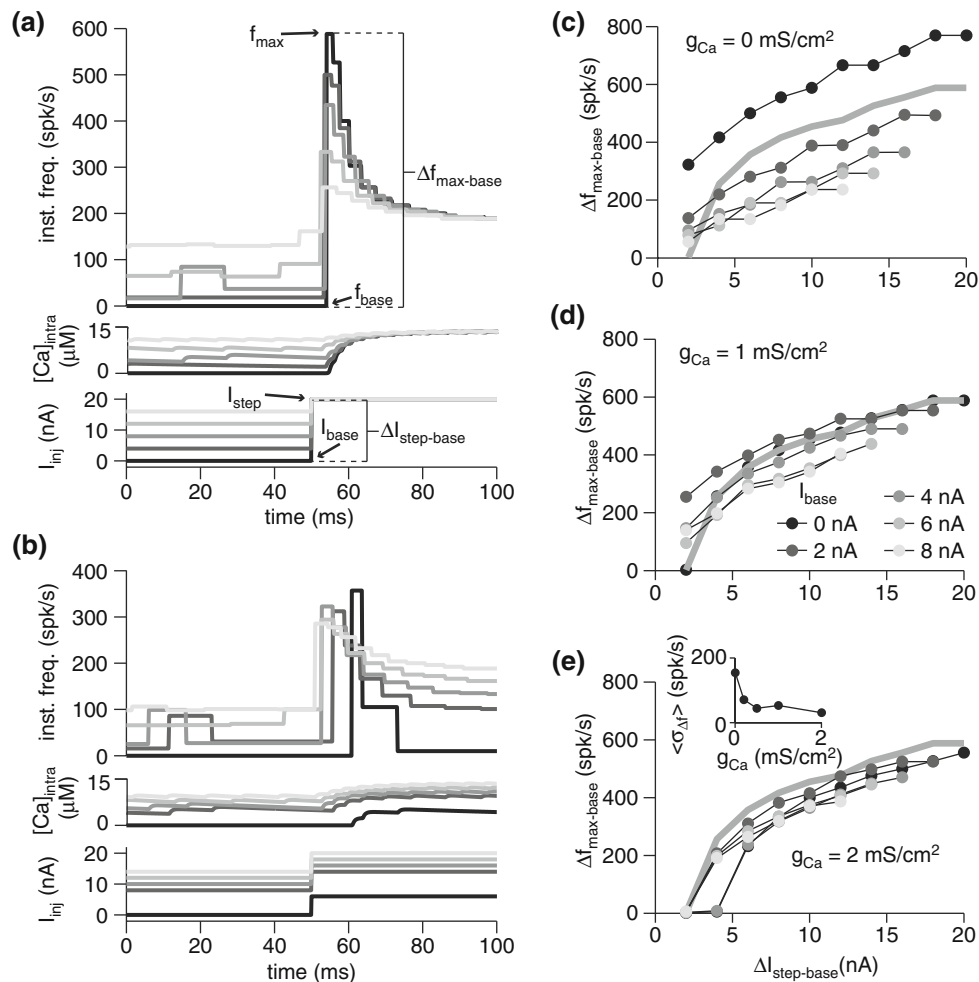 (a)
600
500
400
300
200
100
0
inst. freq. (spk/s)
f_max
Δf_max-base
f_base
15
0
[Ca]_intra
(μM)
20
10
0
I_inj (nA)
I_step
I_base
ΔI_step-base
0 20 40 60 80 100
time (ms)
(b)
400
300
200
100
0
inst. freq. (spk/s)
15
0
[Ca]_intra
(μM)
20
10
0
I_inj (nA)
0 20 40 60 80 100
time (ms)
(c)
g_Ca = 0 mS/cm²
800
600
400
200
0
Δf_max-base (spk/s)
0 5 10 15 20
(d)
g_Ca = 1 mS/cm²
800
600
400
200
0
Δf_max-base (spk/s)
I_base
0 nA
2 nA
4 nA
6 nA
8 nA
0 5 10 15 20
(e)
200
0
<σ_Δf> (spk/s)
0 2
g_Ca (mS/cm²)
800
600
400
200
0
Δf_max-base (spk/s)
g_Ca = 2 mS/cm²
0 5 10 15 20
ΔI_step-base(nA)